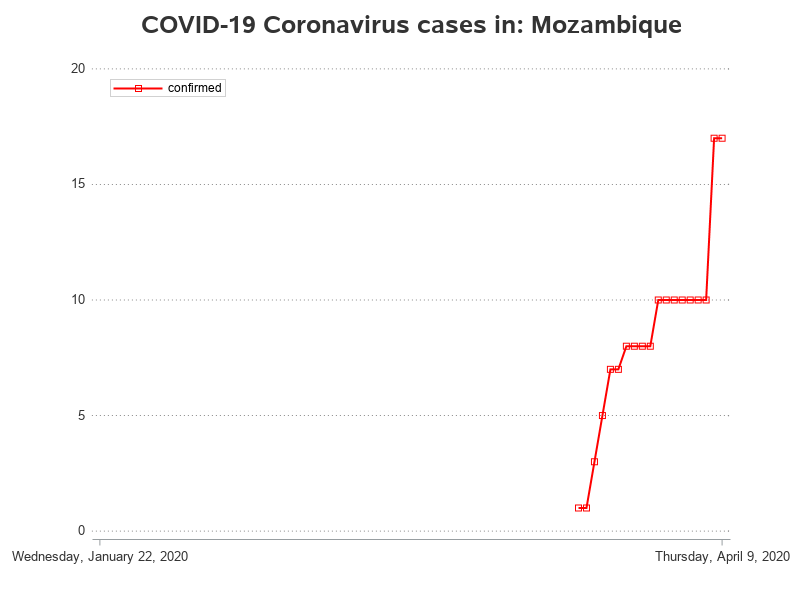 COVID-19 Coronavirus cases in: Mozambique
20
confirmed
15
10
5
0
Wednesday, January 22, 2020
Thursday, April 9, 2020